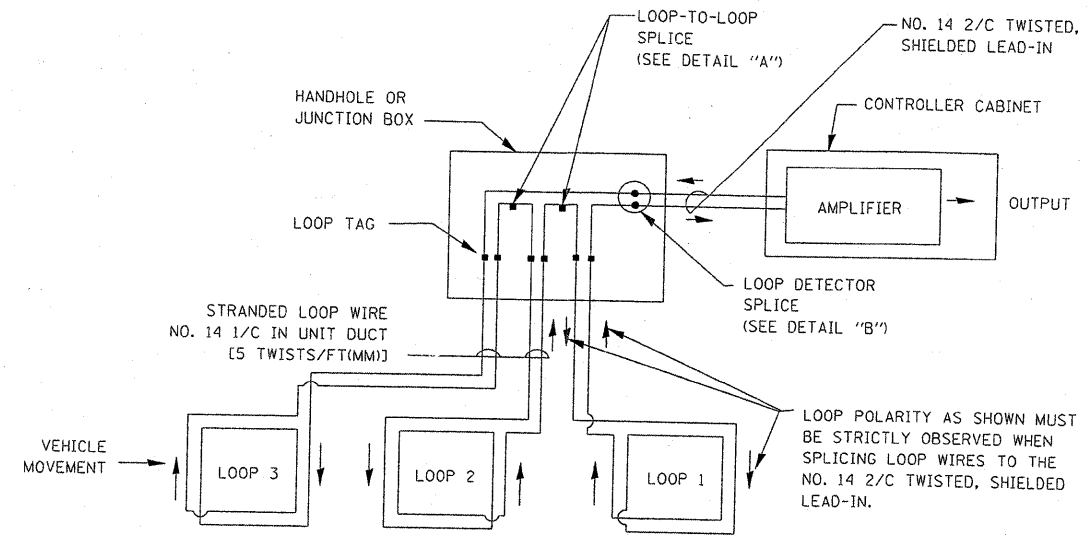 LOOP-TO-LOOP
SPLICE
(SEE DETAIL "A")
NO. 14 2/C TWISTED,
SHIELDED LEAD-IN
HANDHOLE OR
JUNCTION BOX
CONTROLLER CABINET
AMPLIFIER
OUTPUT
LOOP TAG
LOOP DETECTOR
SPLICE
(SEE DETAIL "B")
STRANDED LOOP WIRE
NO. 14 1/C IN UNIT DUCT
[5 TWISTS/FT(MM)]
LOOP POLARITY AS SHOWN MUST
BE STRICTLY OBSERVED WHEN
SPLICING LOOP WIRES TO THE
NO. 14 2/C TWISTED, SHIELDED
LEAD-IN.
VEHICLE
MOVEMENT
LOOP 3
LOOP 2
LOOP 1